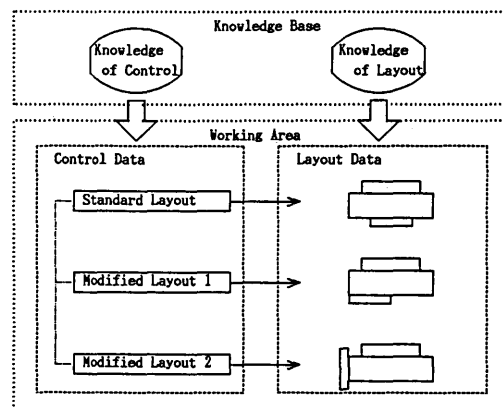 Knowledge Base
Knowledge
of Control
Knowledge
of Layout
Working Area
Control Data
Layout Data
Standard Layout
Modified Layout 1
Modified Layout 2